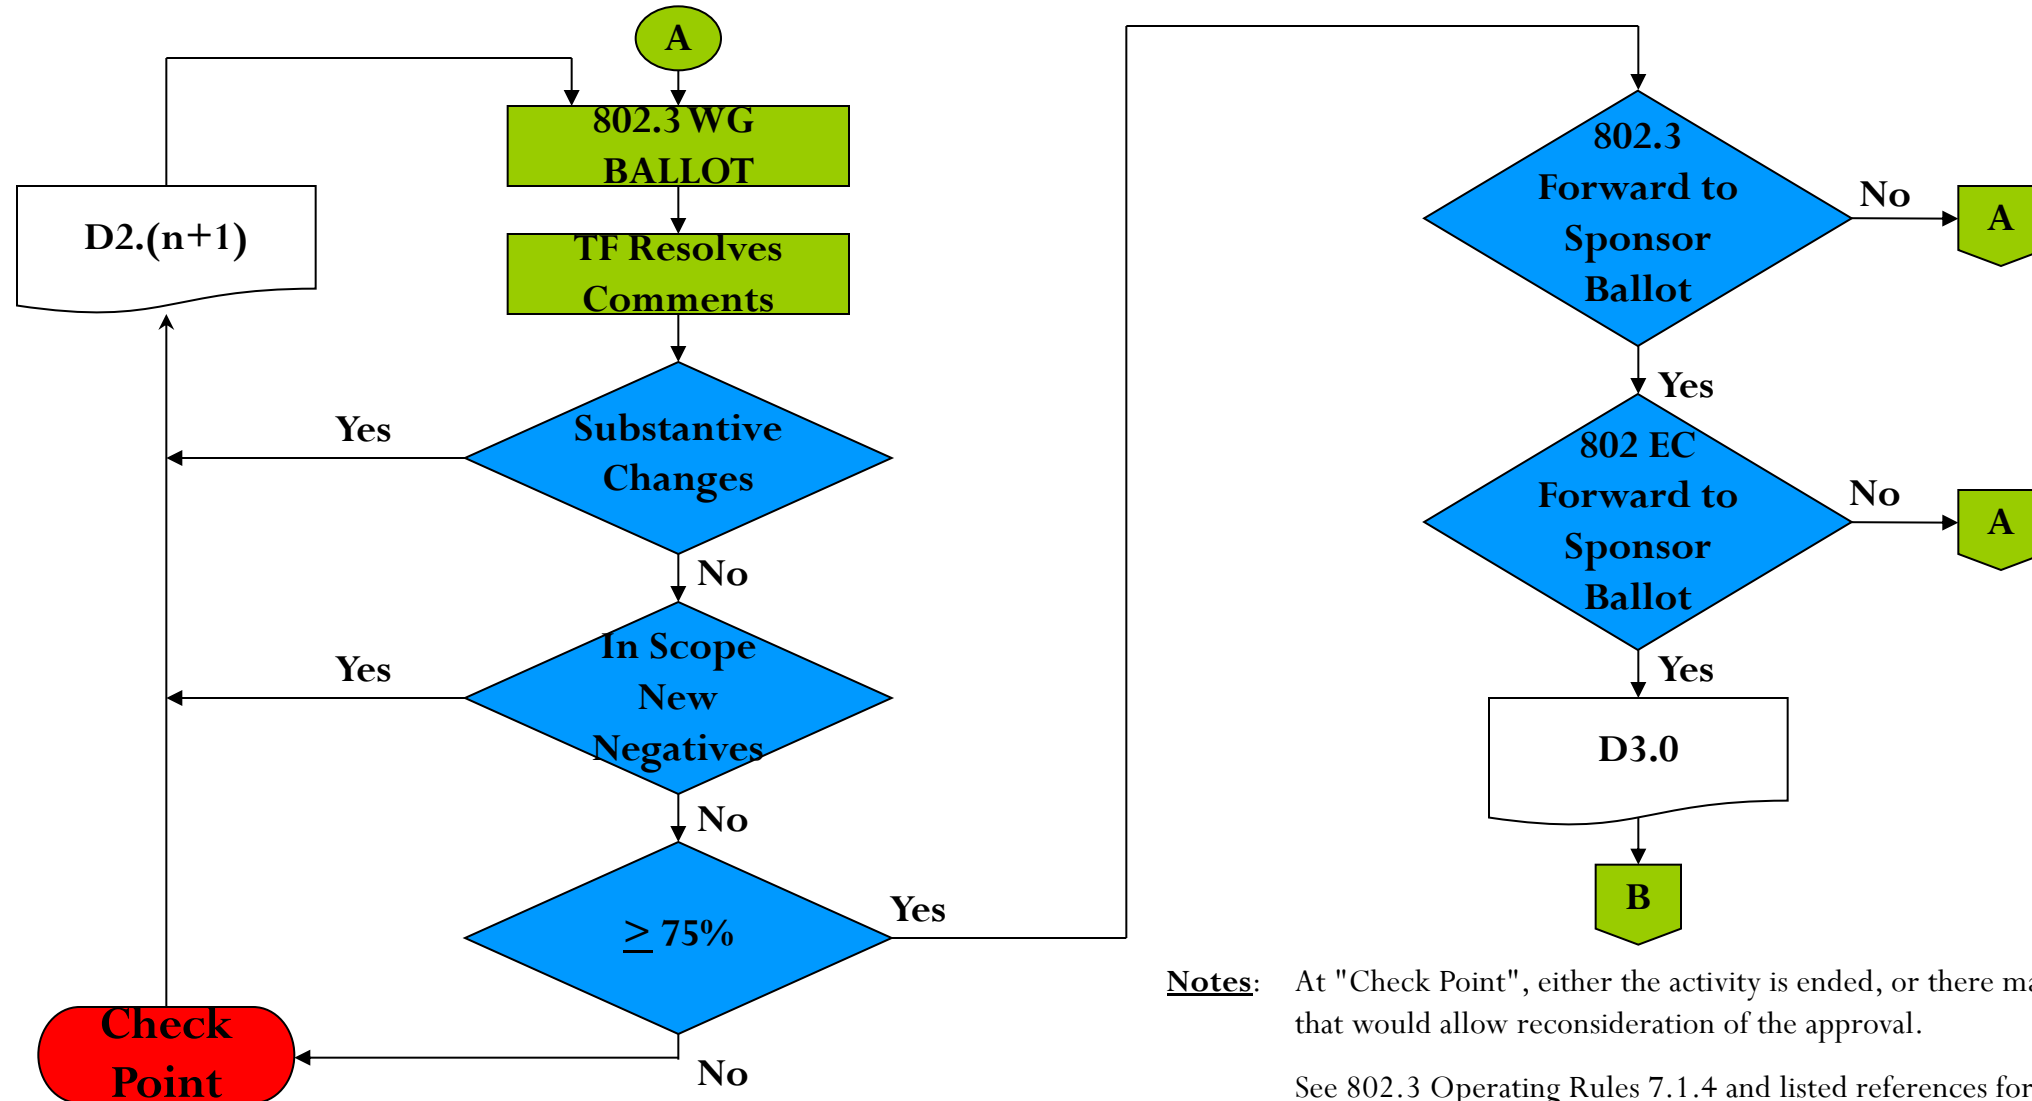 A
802.3 WG
BALLOT
D2.(n+1)
TF Resolves
Comments
Yes
Substantive
Changes
No
Yes
In Scope
New
Negatives
No
≥ 75%
Yes
Check
Point
No
802.3
Forward to
Sponsor
Ballot
No
A
Yes
802 EC
Forward to
Sponsor
Ballot
No
A
Yes
D3.0
B
Notes: At "Check Point", either the activity is ended, or there
that would allow reconsideration of the approval.
See 802.3 Operating Rules 7.1.4 and listed references for